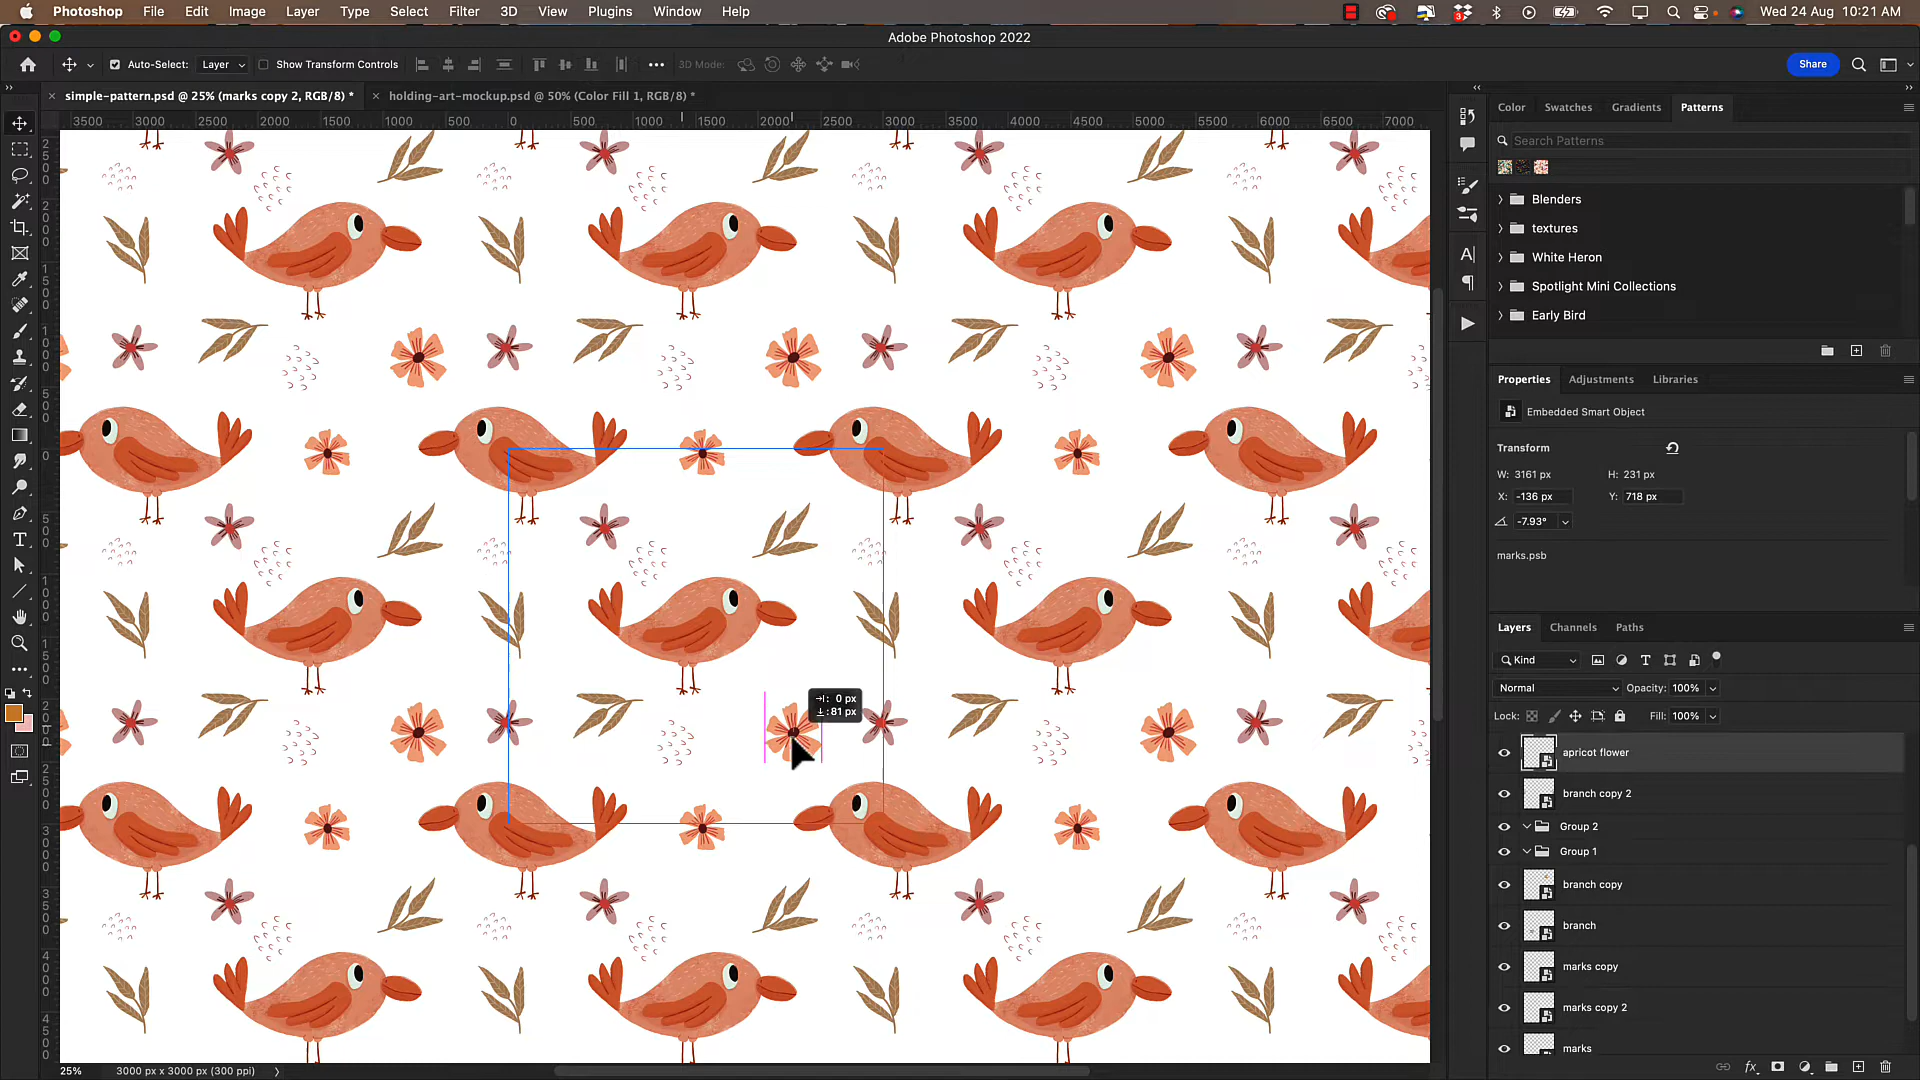 Photoshop File Edit Image Layer Type Select Filter 3D View Plugins Window Help 3 Wed 24 Aug 10:21 AM
Adobe Photoshop 2022
Auto-Select: Layer Show Transform Controls 3D Mode: Share
simple-pattern.psd @ 25% (marks copy 2, RGB/8) * holding-art-mockup.psd @ 50% (Color Fill 1, RGB/8) *
3500 3000 2500 2000 1500 1000 500 0 500 1000 1500 2000 2500 3000 3500 4000 4500 5000 5500 6000 6500 7000
Color Swatches Gradients Patterns
Search Patterns
Blenders
textures
White Heron
Spotlight Mini Collections
Early Bird
Properties Adjustments Libraries
Embedded Smart Object
Transform
W: 3161 px H: 231 px
X: -136 px Y: 718 px
-7.93°
marks.psb
Layers Channels Paths
Kind
Normal Opacity: 100%
Lock: Fill: 100%
0 px
81 px
apricot flower
branch copy 2
Group 2
Group 1
branch copy
branch
marks copy
marks copy 2
marks
25% 3000 px x 3000 px (300 ppi)